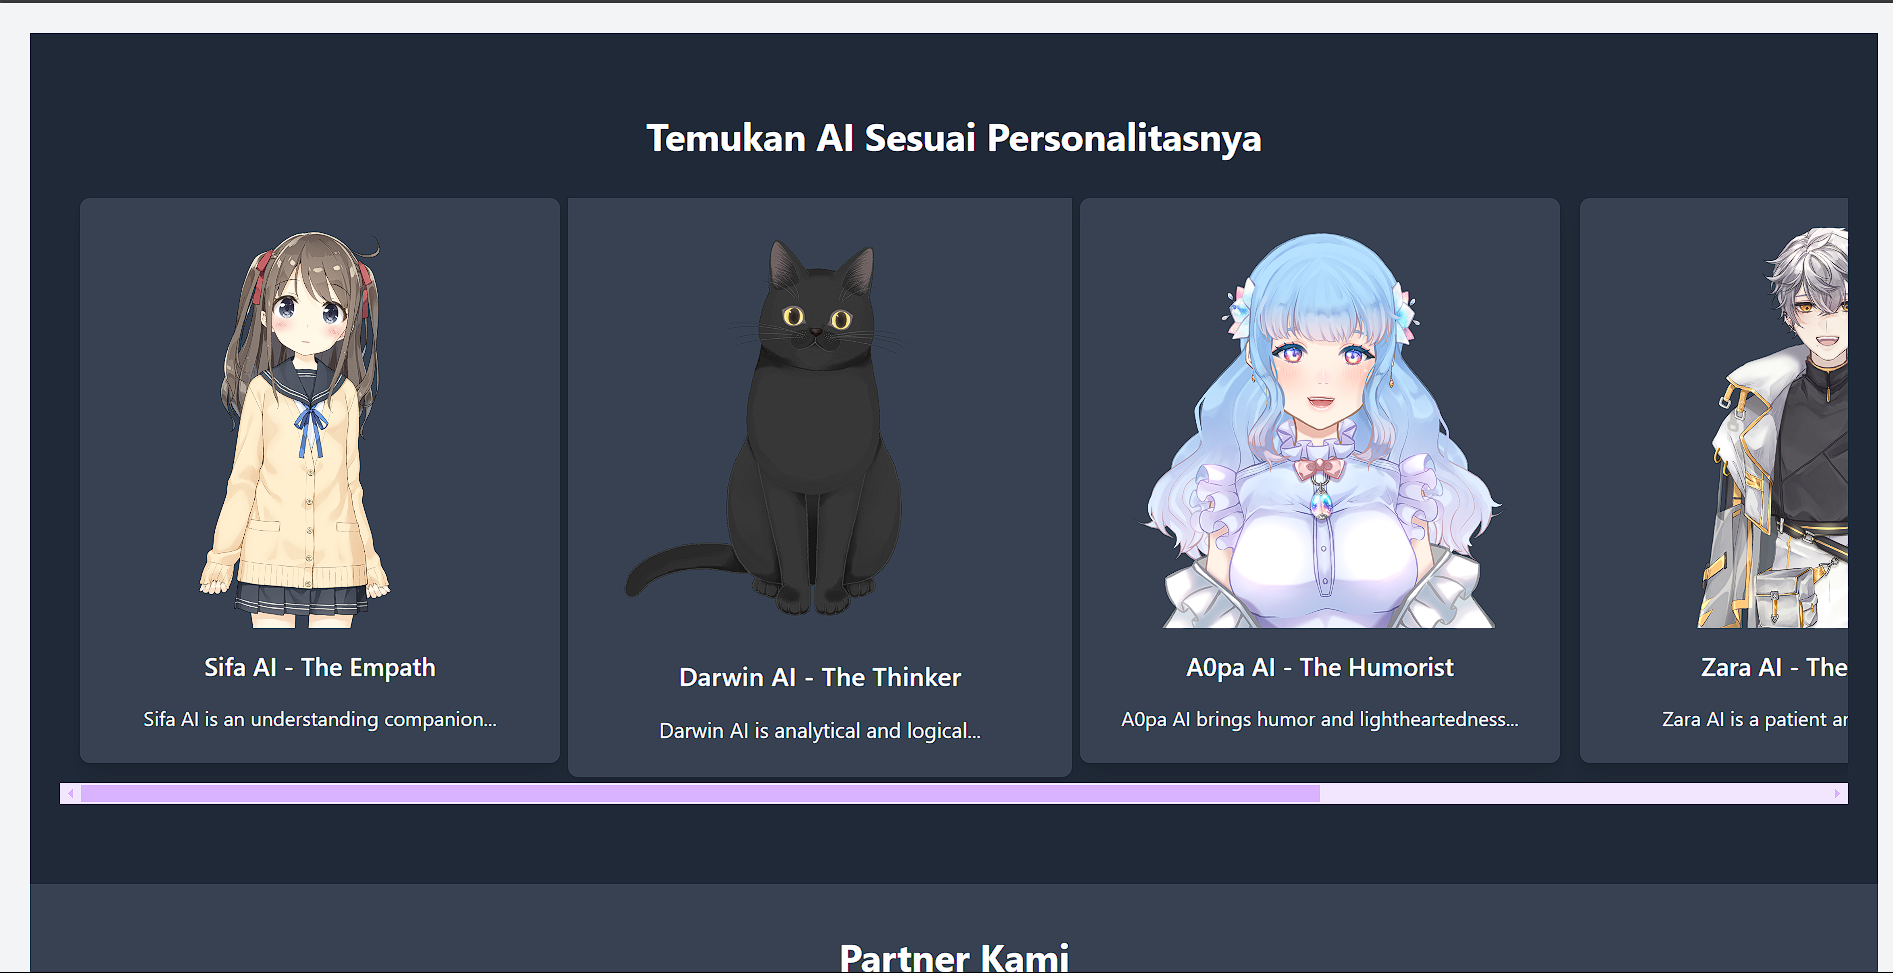 Temukan AI Sesuai Personalitasnya
Sifa AI - The Empath
Sifa AI is an understanding companion...
Darwin AI - The Thinker
Darwin AI is analytical and logical...
A0pa AI - The Humorist
A0pa AI brings humor and lightheartedness...
Zara AI - The
Zara AI is a patient
Partner Kami